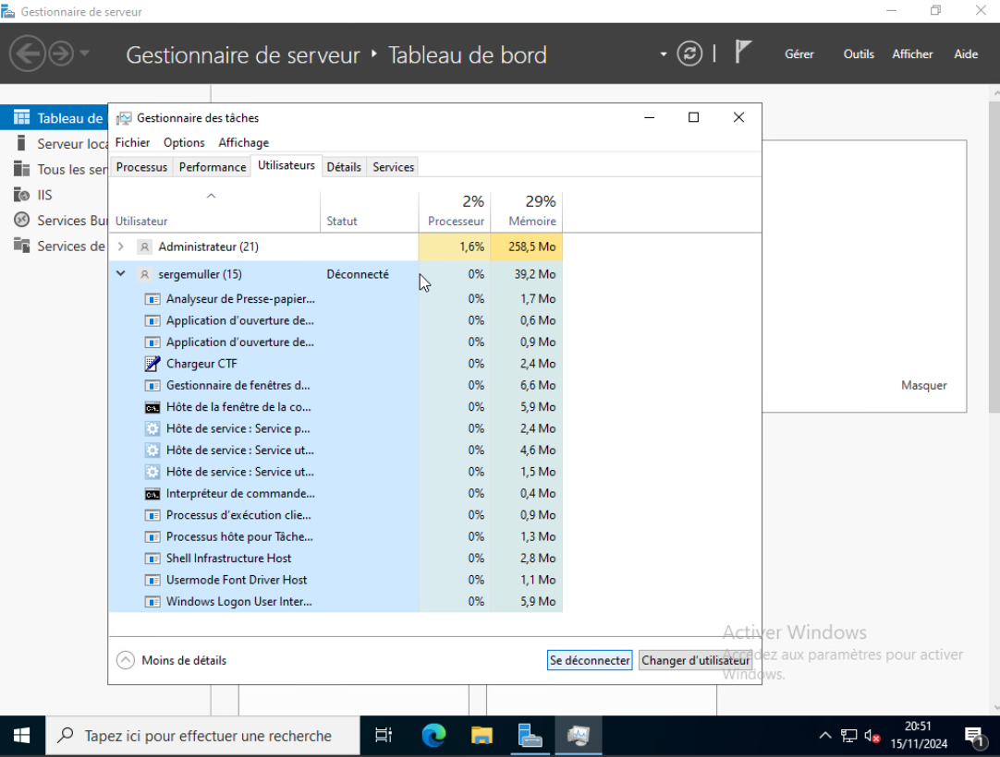 Gestionnaire de serveur
Gestionnaire de serveur ‣ Tableau de bord
Gérer Outils Afficher Aide
Tableau de
Serveur loca
Tous les ser
IIS
Services Bu
Services de
Gestionnaire des tâches
Fichier Options Affichage
Processus Performance Utilisateurs Détails Services
2% 29%
Utilisateur Statut Processeur Mémoire
Administrateur (21) 1,6% 258,5 Mo
sergemuller (15) Déconnecté 0% 39,2 Mo
Analyseur de Presse-papier... 0% 1,7 Mo
Application d'ouverture de... 0% 0,6 Mo
Application d'ouverture de... 0% 0,9 Mo
Chargeur CTF 0% 2,4 Mo
Gestionnaire de fenêtres d... 0% 6,6 Mo
Hôte de la fenêtre de la co... 0% 5,9 Mo
Hôte de service : Service p... 0% 2,4 Mo
Hôte de service : Service ut... 0% 4,6 Mo
Hôte de service : Service ut... 0% 1,5 Mo
Interpréteur de commande... 0% 0,4 Mo
Processus d'exécution clie... 0% 0,9 Mo
Processus hôte pour Tâche... 0% 1,3 Mo
Shell Infrastructure Host 0% 2,8 Mo
Usermode Font Driver Host 0% 1,1 Mo
Windows Logon User Inter... 0% 5,9 Mo
Masquer
Moins de détails Se déconnecter Changer d'utilisateur
Activer Windows
Accédez aux paramètres pour activer
Windows.
Tapez ici pour effectuer une recherche
20:51
15/11/2024
1